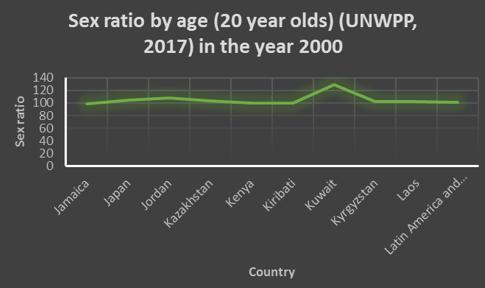 Sex ratio by age (20 year olds) (UNWPP,
2017) in the year 2000
140
120
100
80
60
40
20
0
Sex ratio
Jamaica
Japan
Jordan
Kazakhstan
Kenya
Kiribati
Kuwait
Kyrgyzstan
Laos
Latin America and...
Country